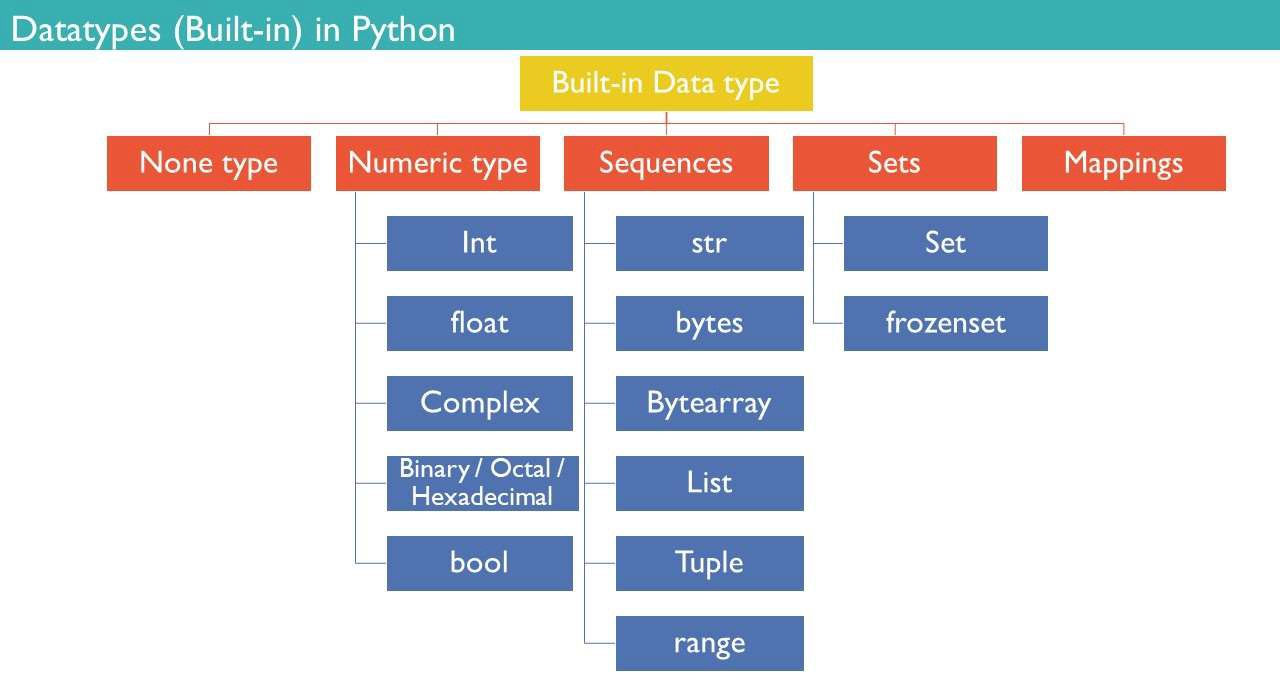 Datatypes (Built-in) in Python
Built-in Data type
None type
Numeric type
Sequences
Sets
Mappings
Int
float
Complex
Binary / Octal /
Hexadecimal
bool
str
bytes
Bytearray
List
Tuple
range
Set
frozenset